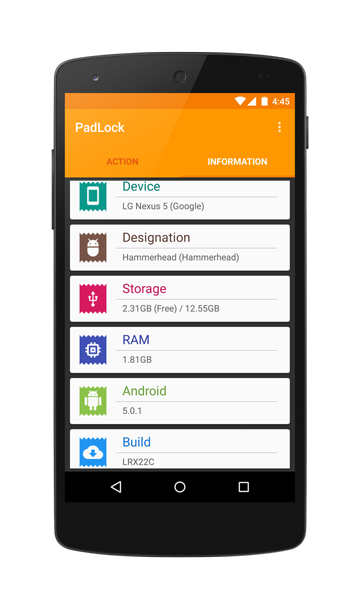 4:45
PadLock
ACTION
INFORMATION
Device
LG Nexus 5 (Google)
Designation
Hammerhead (Hammerhead)
Storage
2.31GB (Free) / 12.55GB
RAM
1.81GB
Android
5.0.1
Build
LRX22C